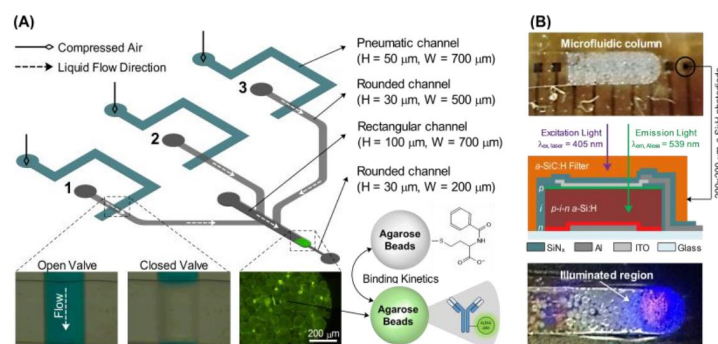 (A)
Compressed Air
Liquid Flow Direction
Pneumatic channel
(H = 50 μm, W = 700 μm)
Rounded channel
(H = 30 μm, W = 500 μm)
Rectangular channel
(H = 100 μm, W = 700 μm)
Rounded channel
(H = 30 μm, W = 200 μm)
3
2
1
Open Valve
Closed Valve
Flow
200 μm
Agarose
Beads
S
O
N
H
O
O⁻
Binding Kinetics
Agarose
Beads
(B)
Microfluidic column
Excitation Light
λex, laser = 405 nm
Emission Light
= 539 nm
a-SiC:H Filter
p
i
n
p-i-n a-Si:H
SiNx
Al
ITO
Glass
Illuminated region